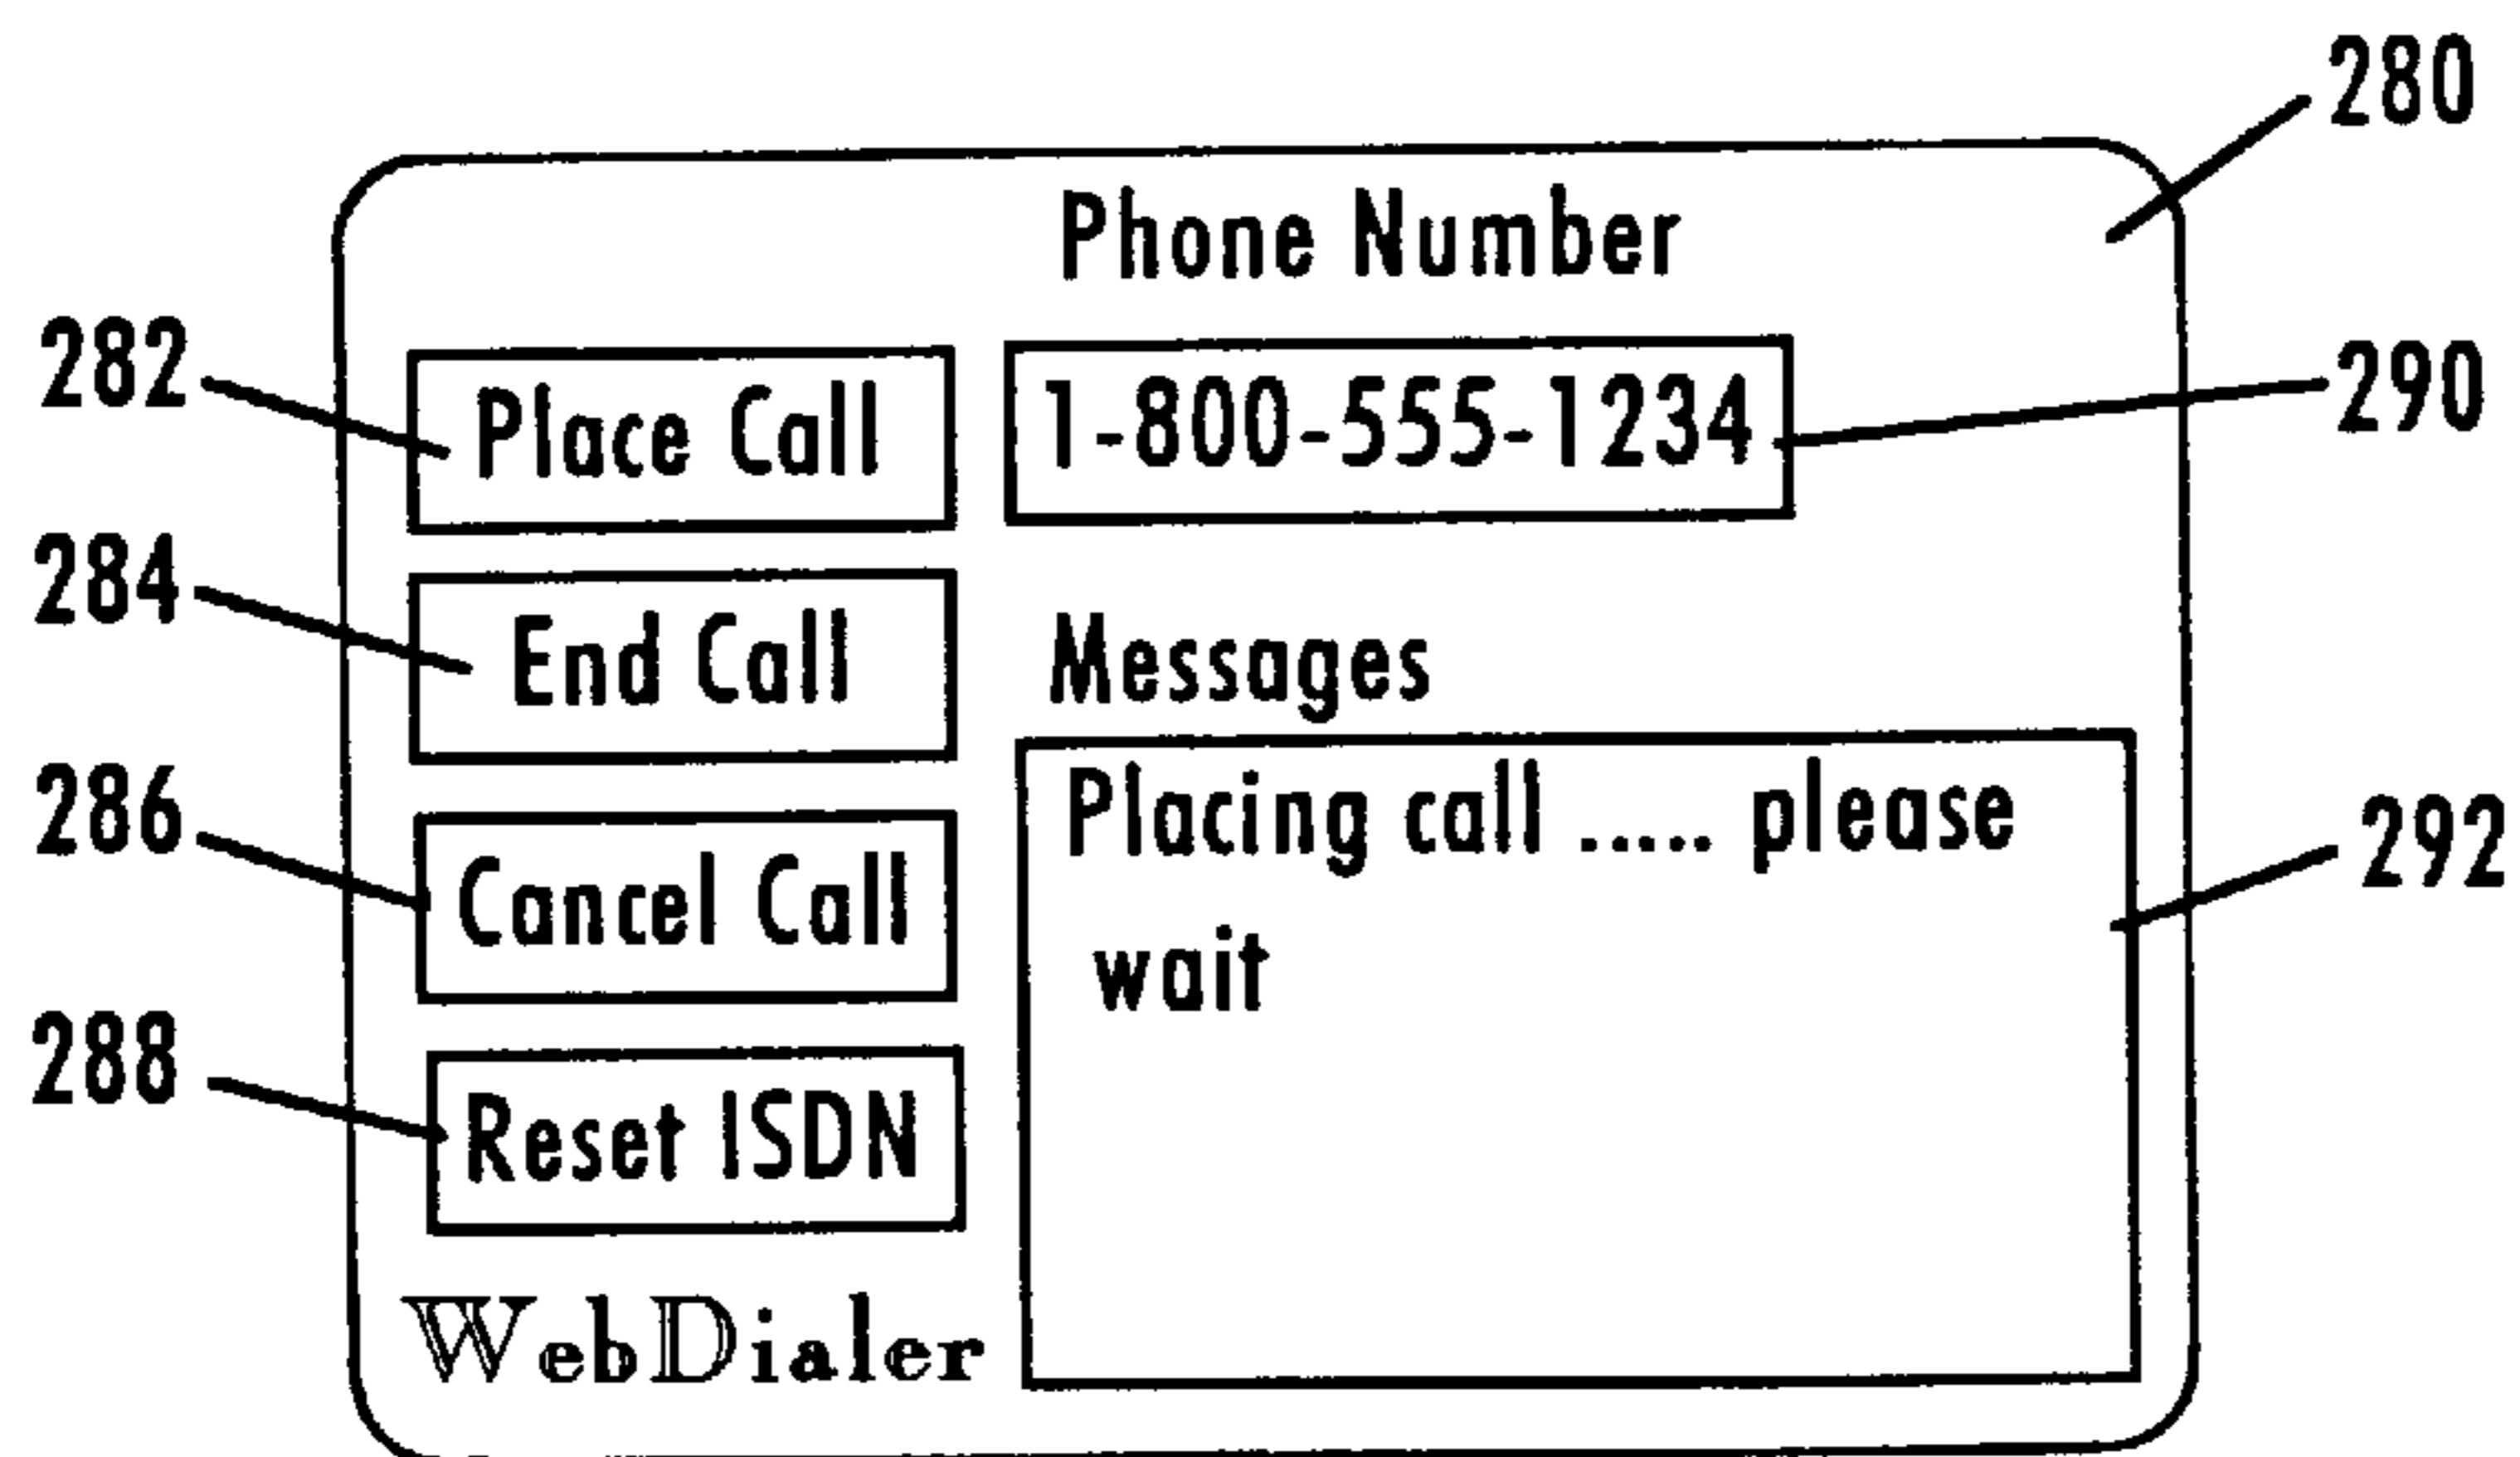 280
Phone Number
282
Place Call
1-800-555-1234
290
284
End Call
Messages
286
Cancel Call
Placing call ..... please
wait
292
288
Reset ISDN
WebDialer